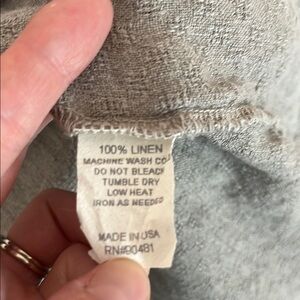 100% LINEN
MACHINE WASH CO
DO NOT BLEACH
TUMBLE DRY
LOW HEAT
IRON AS NEEDED
MADE IN USA
RN#90481